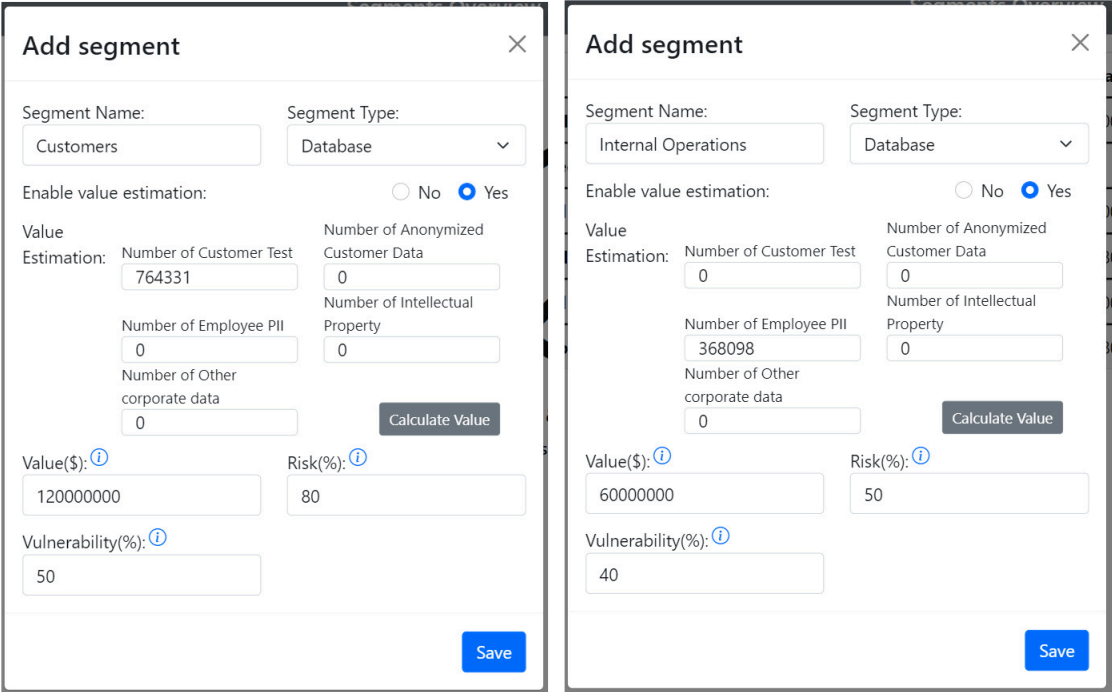 Add segment
Segment Name:
Segment Type:
Customers
Database
Enable value estimation:
No
Yes
Value
Estimation:
Number of Customer Test
764331
Number of Anonymized
Customer Data
0
Number of Employee PII
0
Number of Intellectual
Property
0
Number of Other
corporate data
0
Calculate Value
Value($):
120000000
Risk(%):
80
Vulnerability(%):
50
Save
Add segment
Segment Name:
Segment Type:
Internal Operations
Database
Enable value estimation:
No
Yes
Value
Estimation:
Number of Customer Test
0
Number of Anonymized
Customer Data
0
Number of Employee PII
368098
Number of Intellectual
Property
0
Number of Other
corporate data
0
Calculate Value
Value($):
60000000
Risk(%):
50
Vulnerability(%):
40
Save